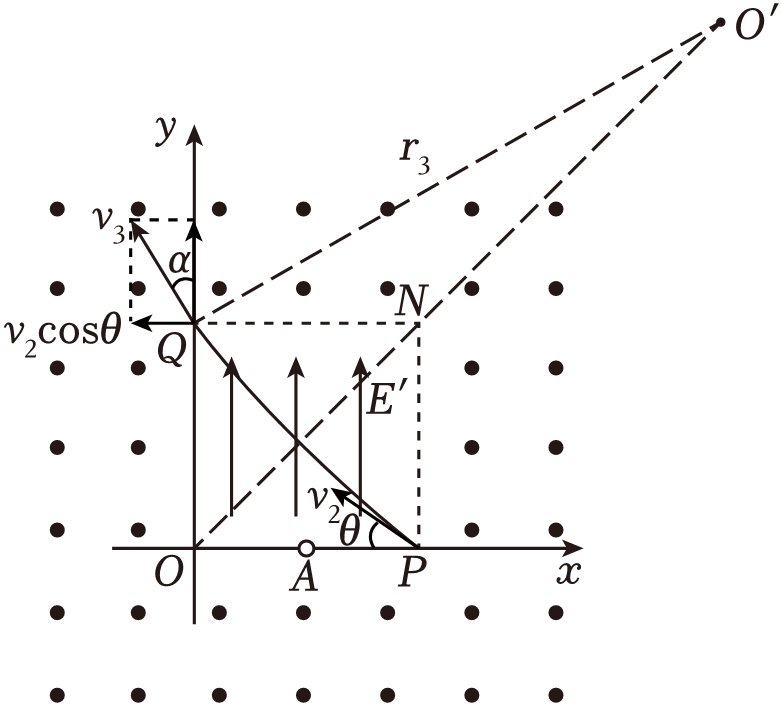 O′
r₃
y
v₃
α
N
v₂cosθ
Q
E′
v₂
θ
O
A
P
x